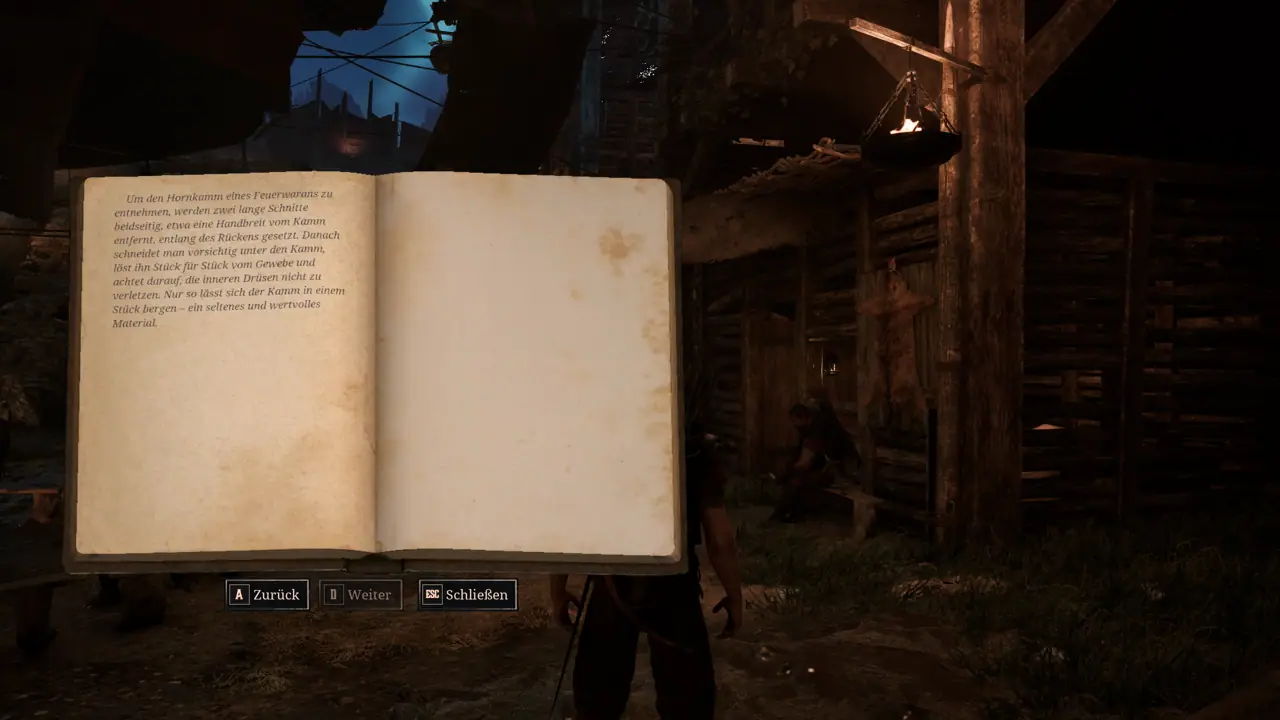 Um den Hornkamm eines Feuerwarans zu
entnehmen, werden zwei lange Schnitte
beidseitig, etwa eine Handbreit vom Kamm
entfernt, entlang des Rückens gesetzt. Danach
schneidet man vorsichtig unter den Kamm,
löst ihn Stück für Stück vom Gewebe und
achtet darauf, die inneren Drüsen nicht zu
verletzen. Nur so lässt sich der Kamm in einem
Stück bergen – ein seltenes und wertvolles
Material.
A Zurück D Weiter ESC Schließen